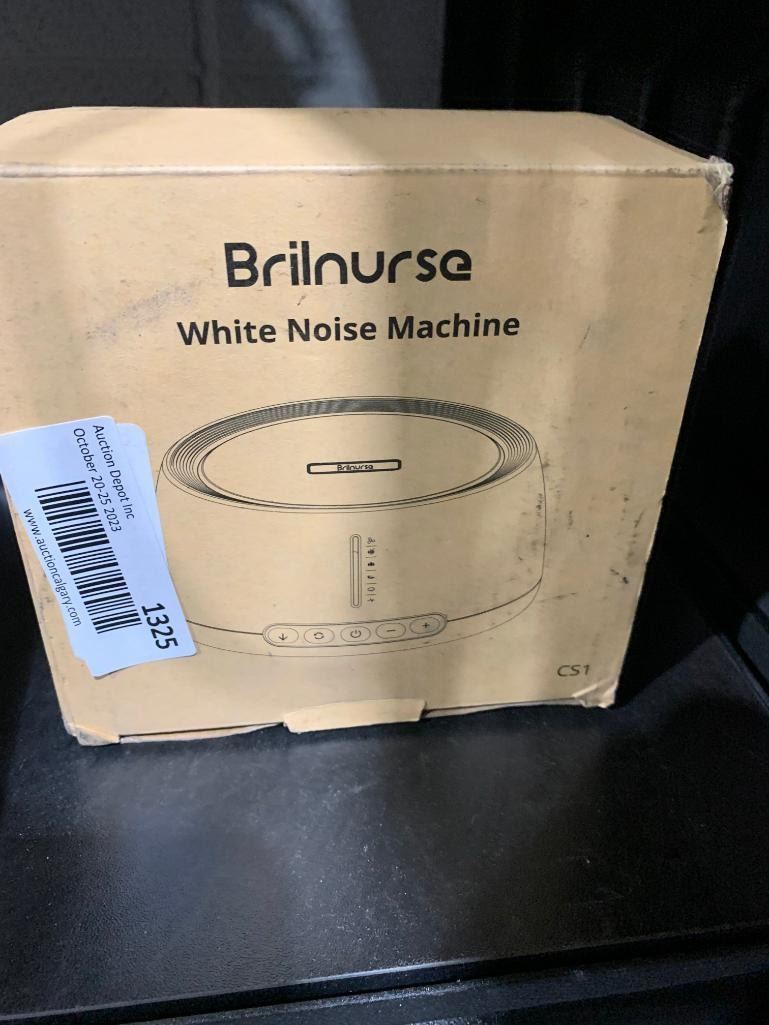 Brilnurse
White Noise Machine
Brilnurse
Auction Depot Inc
October 20-25 2023
1325
www.auctioncalgary.com
CS1